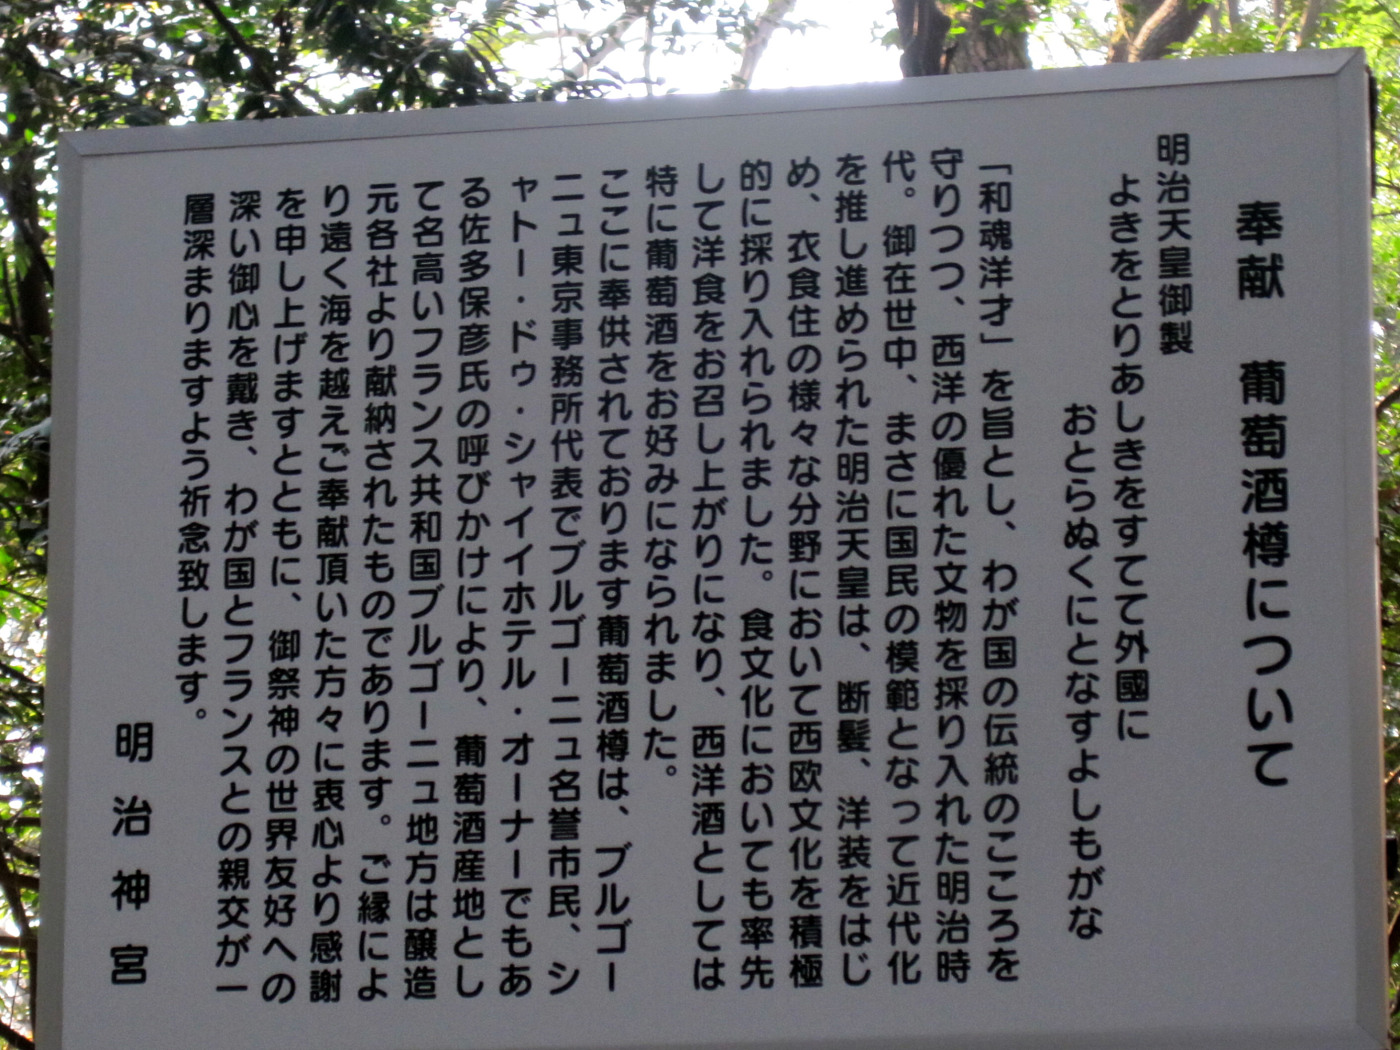 奉献　葡萄酒樽について
明治天皇御製
よきをとりあしきをすてて外國に
おとらぬくにとなすよしもがな
「和魂洋才」を旨とし、わが国の伝統のこころを
守りつつ、西洋の優れた文物を採り入れた明治時
代。御在世中、まさに国民の模範となって近代化
を推し進められた明治天皇は、断髪、洋装をはじ
め、衣食住の様々な分野において西欧文化を積極
的に採り入れられました。食文化においても率先
して洋食をお召し上がりになり、西洋酒としては
特に葡萄酒をお好みになられました。
ここに奉供されております葡萄酒樽は、ブルゴー
ニュ東京事務所代表でブルゴーニュ名誉市民、シ
ャトー・ドゥ・シャイイホテル・オーナーでもあ
る佐多保彦氏の呼びかけにより、葡萄酒産地とし
て名高いフランス共和国ブルゴーニュ地方は醸造
元各社より献納されたものであります。ご縁によ
り遠く海を越えご奉献頂いた方々に衷心より感謝
を申し上げますとともに、御祭神の世界友好への
深い御心を戴き、わが国とフランスとの親交が一
層深まりますよう祈念致します。
明治神宮